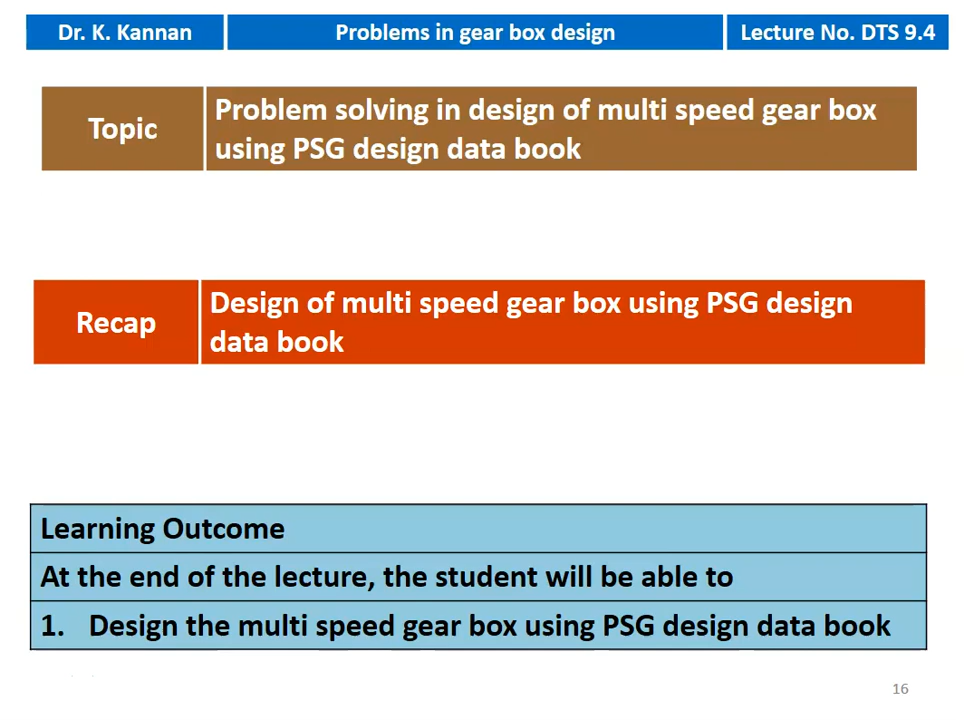 Dr. K. Kannan
Problems in gear box design
Lecture No. DTS 9.4
Topic
Problem solving in design of multi speed gear box
using PSG design data book
Recap
Design of multi speed gear box using PSG design
data book
Learning Outcome
At the end of the lecture, the student will be able to
1. Design the multi speed gear box using PSG design data book
16